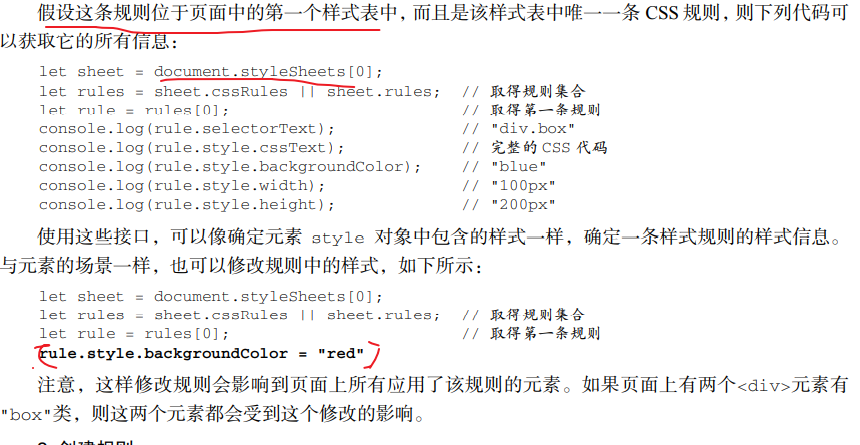 假设这条规则位于页面中的第一个样式表中，而且是该样式表中唯一一条 CSS 规则，则下列代码可
以获取它的所有信息：
let sheet = document.styleSheets[0];
let rules = sheet.cssRules || sheet.rules; // 取得规则集合
let rule = rules[0]; // 取得第一条规则
console.log(rule.selectorText); // "div.box"
console.log(rule.style.cssText); // 完整的 CSS 代码
console.log(rule.style.backgroundColor); // "blue"
console.log(rule.style.width); // "100px"
console.log(rule.style.height); // "200px"
使用这些接口，可以像确定元素 style 对象中包含的样式一样，确定一条样式规则的样式信息。
与元素的场景一样，也可以修改规则中的样式，如下所示：
let sheet = document.styleSheets[0];
let rules = sheet.cssRules || sheet.rules; // 取得规则集合
let rule = rules[0]; // 取得第一条规则
rule.style.backgroundColor = "red"
注意，这样修改规则会影响到页面上所有应用了该规则的元素。如果页面上有两个<div>元素有
"box"类，则这两个元素都会受到这个修改的影响。